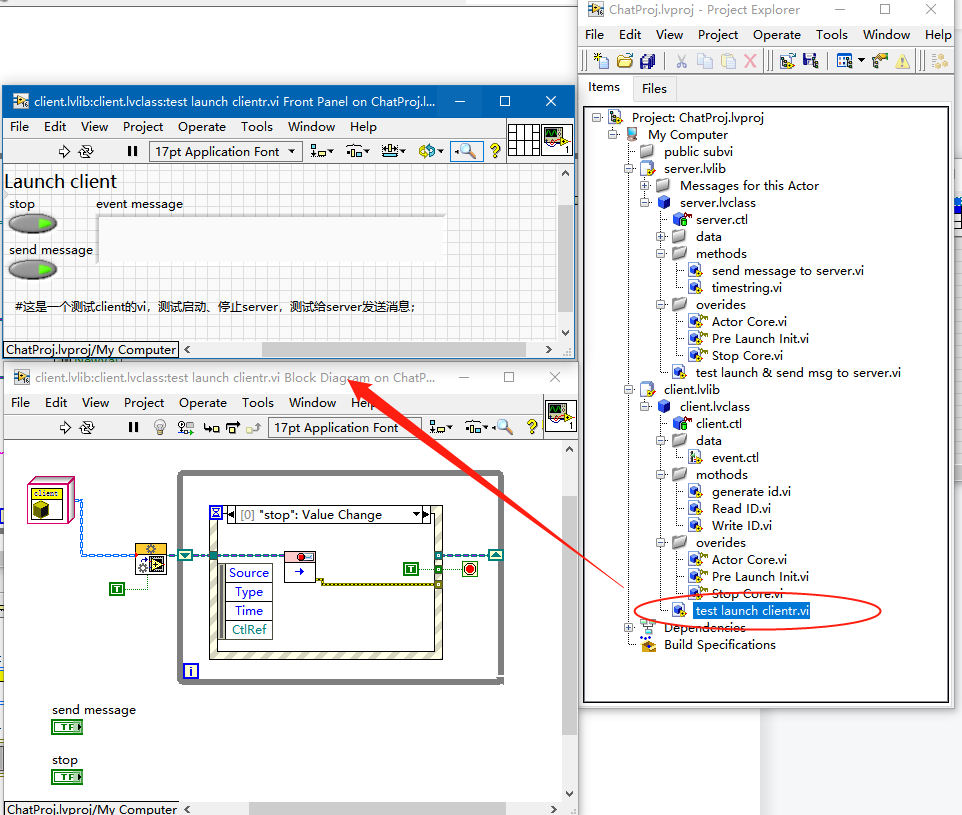 ChatProj.lvproj - Project Explorer
File Edit View Project Operate Tools Window Help
Items Files
Project: ChatProj.lvproj
My Computer
public subvi
server.lvlib
Messages for this Actor
server.lvclass
server.ctl
data
methods
send message to server.vi
timestring.vi
overides
Actor Core.vi
Pre Launch Init.vi
Stop Core.vi
test launch & send msg to server.vi
client.lvlib
client.lvclass
client.ctl
data
event.ctl
mothods
generate id.vi
Read ID.vi
Write ID.vi
overides
Actor Core.vi
Pre Launch Init.vi
Stop Core.vi
test launch clientr.vi
Dependencies
Build Specifications
client.lvlib:client.lvclass:test launch clientr.vi Front Panel on ChatProj.l...
File Edit View Project Operate Tools Window Help
17pt Application Font
Launch client
stop
event message
send message
#这是一个测试client的vi，测试启动、停止server，测试给server发送消息；
ChatProj.lvproj/My Computer
client.lvlib:client.lvclass:test launch clientr.vi Block Diagram on ChatP...
File Edit View Project Operate Tools Window Help
17pt Application Font
1
client
[0] "stop": Value Change
Source
Type
Time
CtlRef
T
T
i
send message
TF
stop
TF
ChatProj.lvproj/My Computer